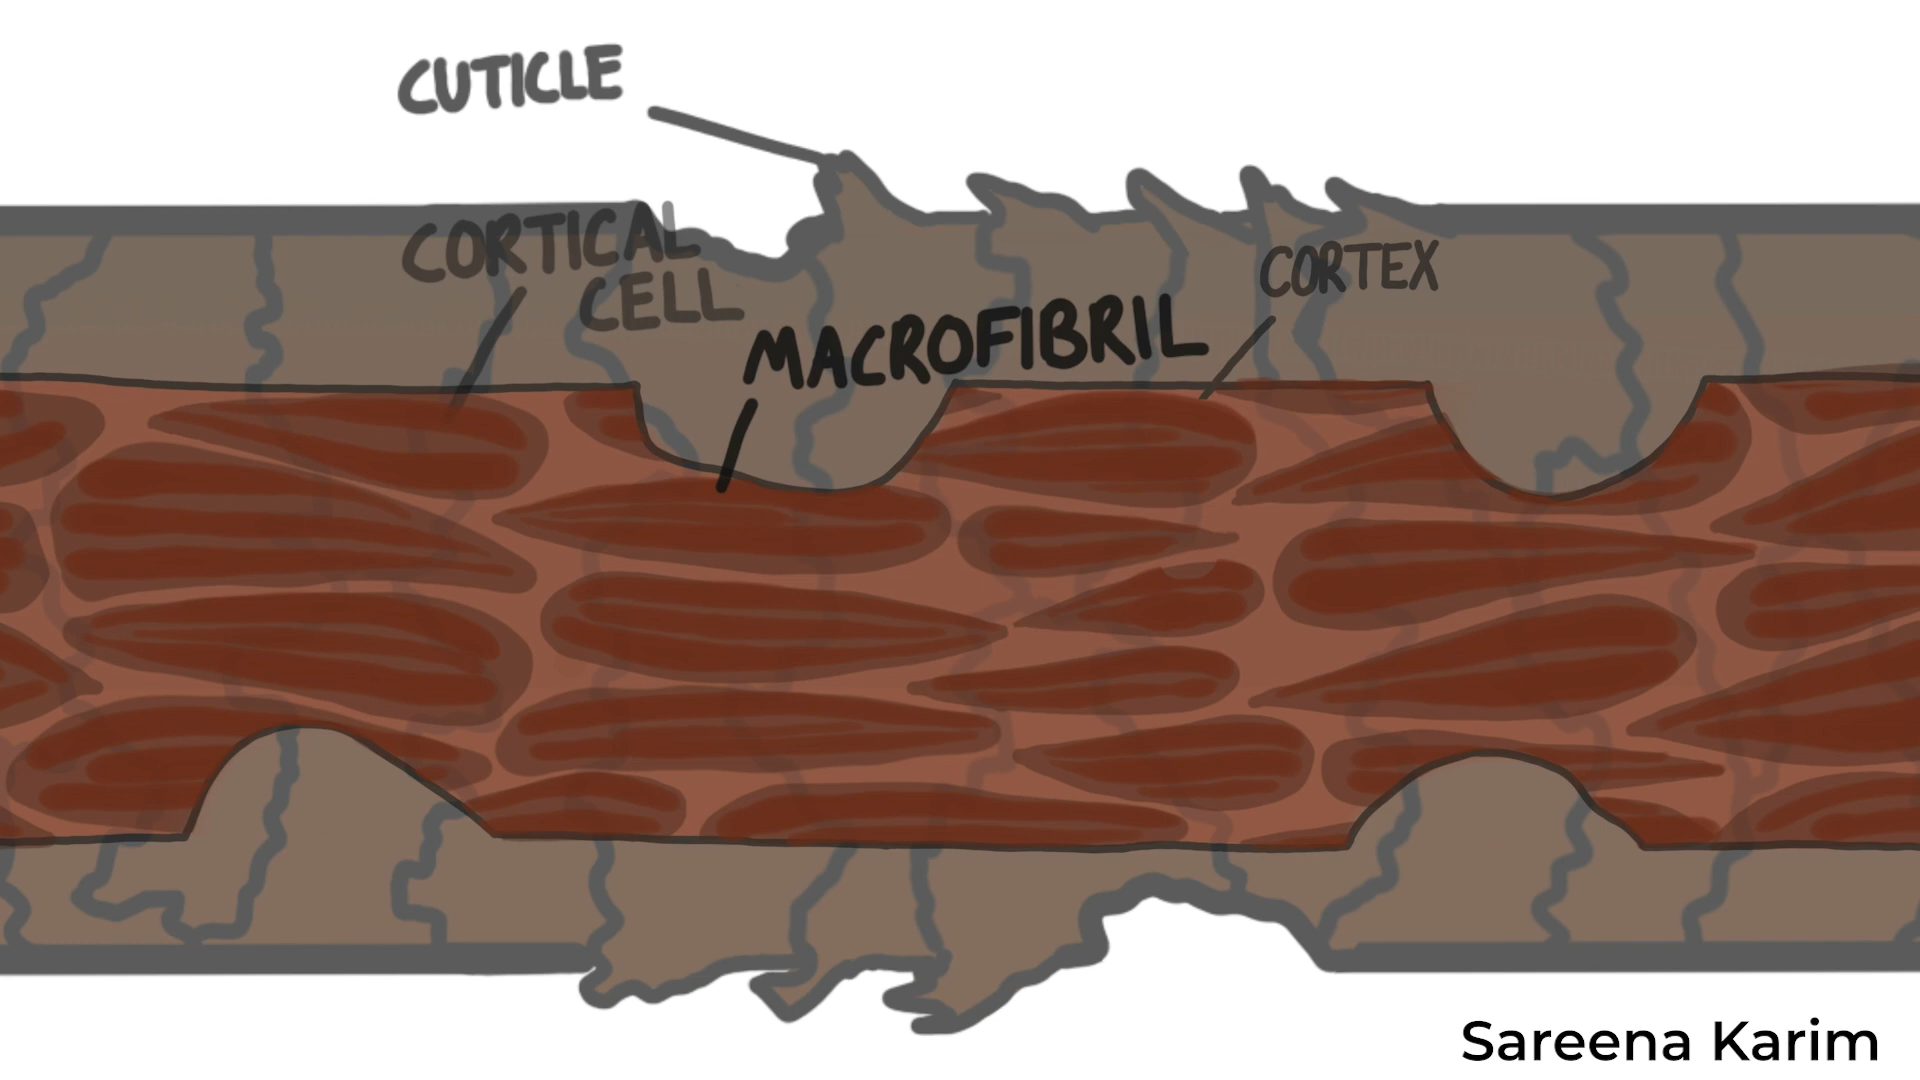 CUTICLE
CORTICAL
CELL
MACROFIBRIL
CORTEX
Sareena Karim